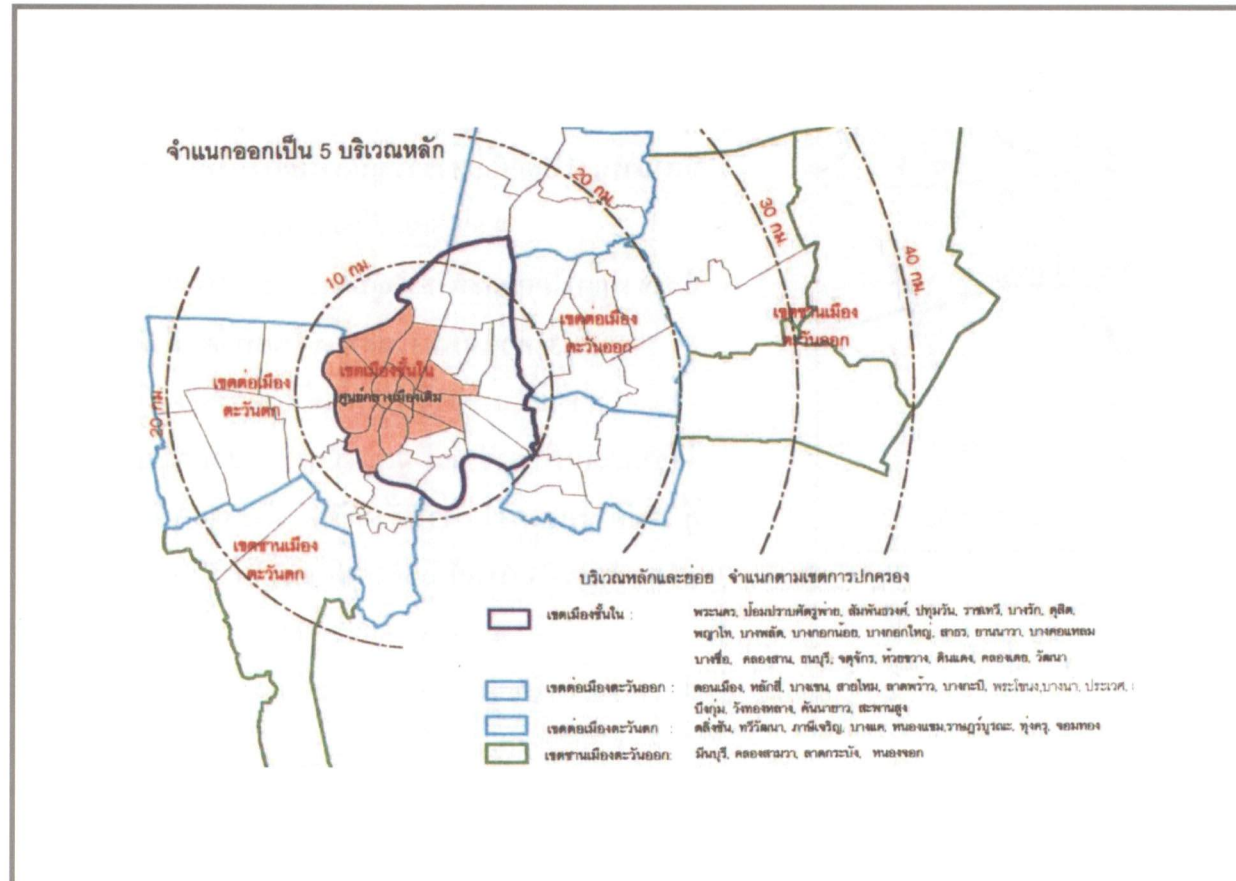 จำแนกออกเป็น 5 บริเวณหลัก
20 กม.
30 กม.
10 กม.
40 กม.
เขตต่อเมือง
ตะวันออก
เขตชานเมือง
ตะวันออก
เขตเมืองชั้นใน
ศูนย์กลางเมืองเดิม
เขตต่อเมือง
ตะวันตก
20 กม.
เขตชานเมือง
ตะวันตก
บริเวณหลักและย่อย จำแนกตามเขตการปกครอง
เขตเมืองชั้นใน : พระนคร, ป้อมปราบศัตรูพ่าย, สัมพันธวงศ์, ปทุมวัน, ราชเทวี, บางรัก, ดุสิต,
พญาไท, บางพลัด, บางกอกน้อย, บางกอกใหญ่, สาธร, ยานนาวา, บางคอแหลม
บางซื่อ, คลองสาน, ธนบุรี, จตุจักร, ห้วยขวาง, ดินแดง, คลองเตย, วัฒนา
เขตต่อเมืองตะวันออก : ดอนเมือง, หลักสี่, บางเขน, สายไหม, ลาดพร้าว, บางกะปิ, พระโขนง,บางนา, ประเวศ,
บึงกุ่ม, วังทองหลาง, คันนายาว, สะพานสูง
เขตต่อเมืองตะวันตก : ตลิ่งชัน, ทวีวัฒนา, ภาษีเจริญ, บางแค, หนองแขม,ราษฎร์บูรณะ, ทุ่งครุ, จอมทอง
เขตชานเมืองตะวันออก: มีนบุรี, คลองสามวา, ลาดกระบัง, หนองจอก